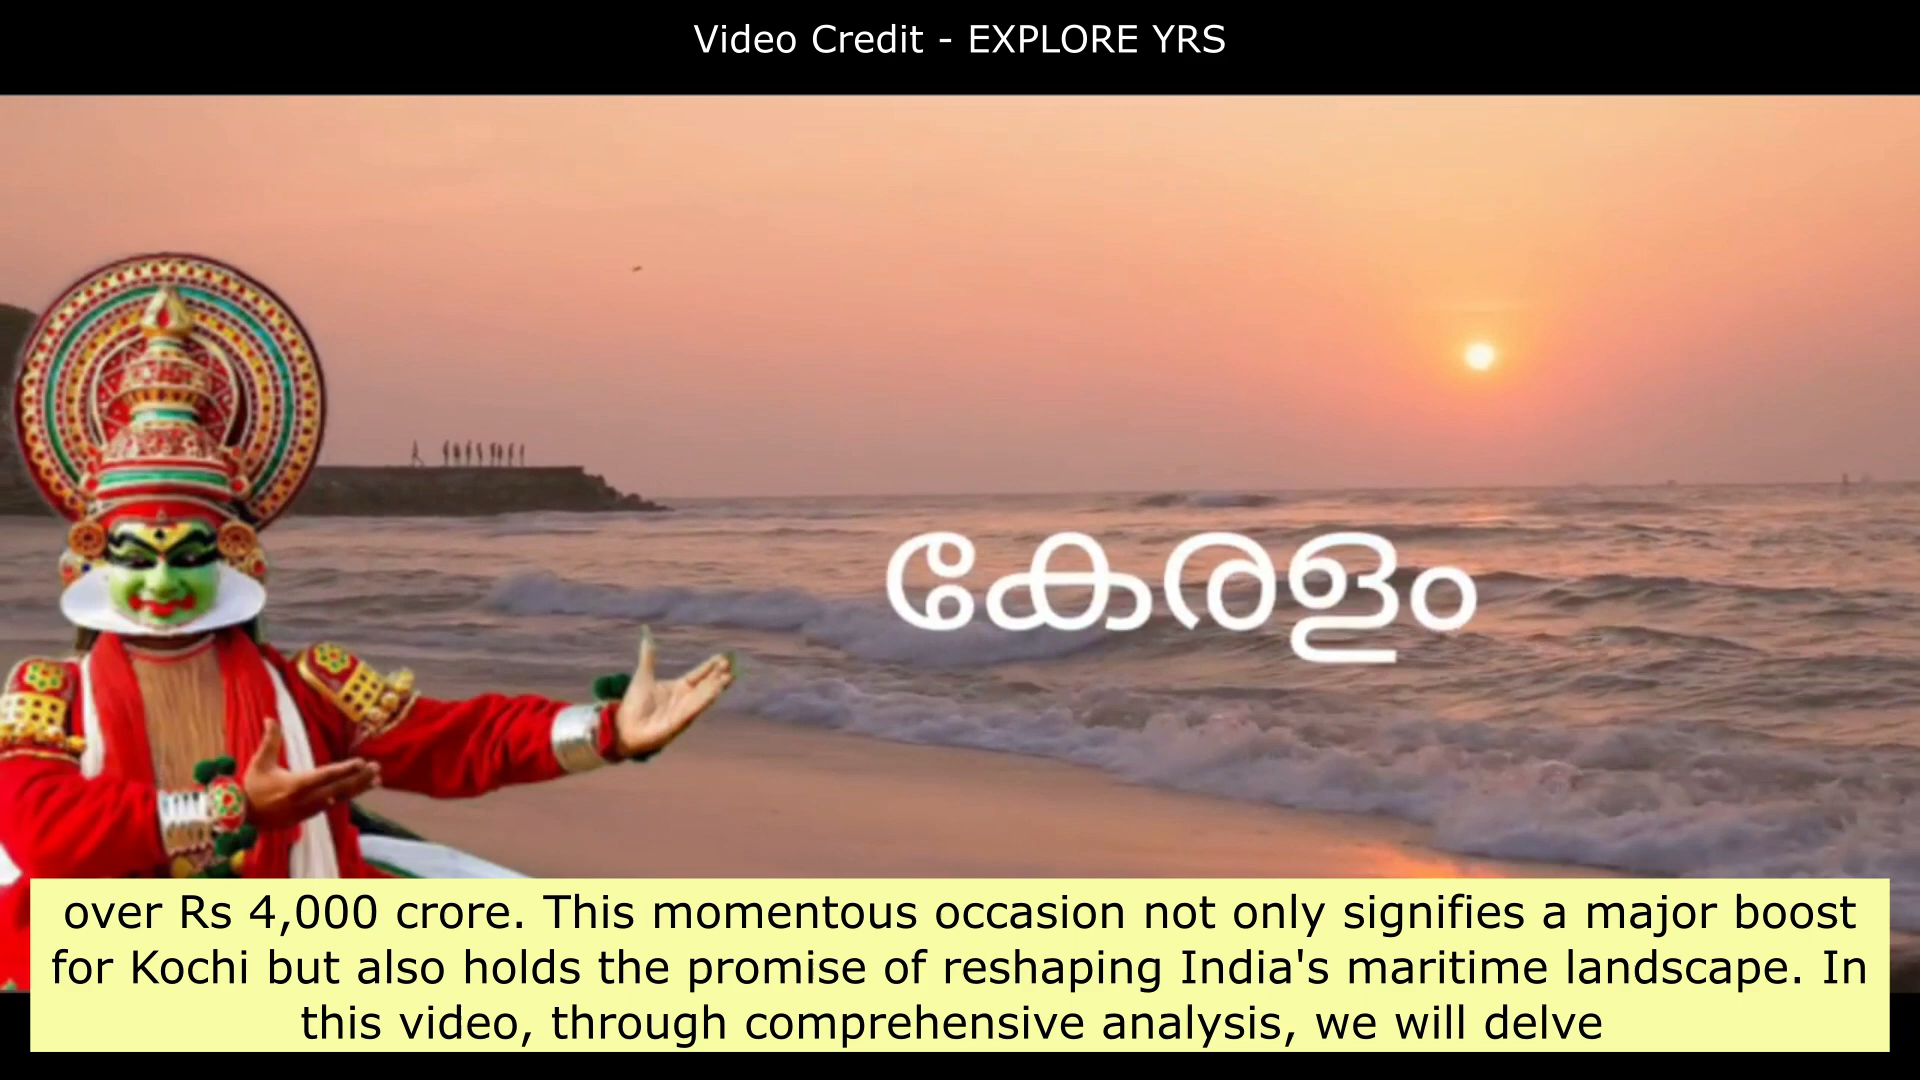 Video Credit - EXPLORE YRS
കേരളം
over Rs 4,000 crore. This momentous occasion not only signifies a major boost
for Kochi but also holds the promise of reshaping India's maritime landscape. In
this video, through comprehensive analysis, we will delve